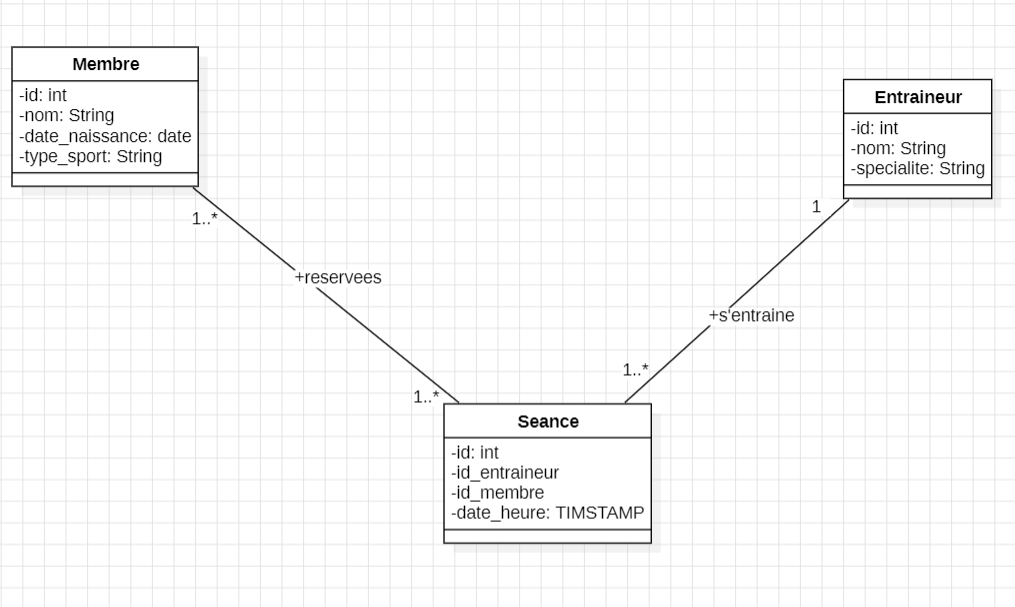 Membre
-id: int
-nom: String
-date_naissance: date
-type_sport: String
Entraineur
-id: int
-nom: String
-specialite: String
1..*
1
+reservees
+s'entraine
1..*
1..*
Seance
-id: int
-id_entraineur
-id_membre
-date_heure: TIMSTAMP